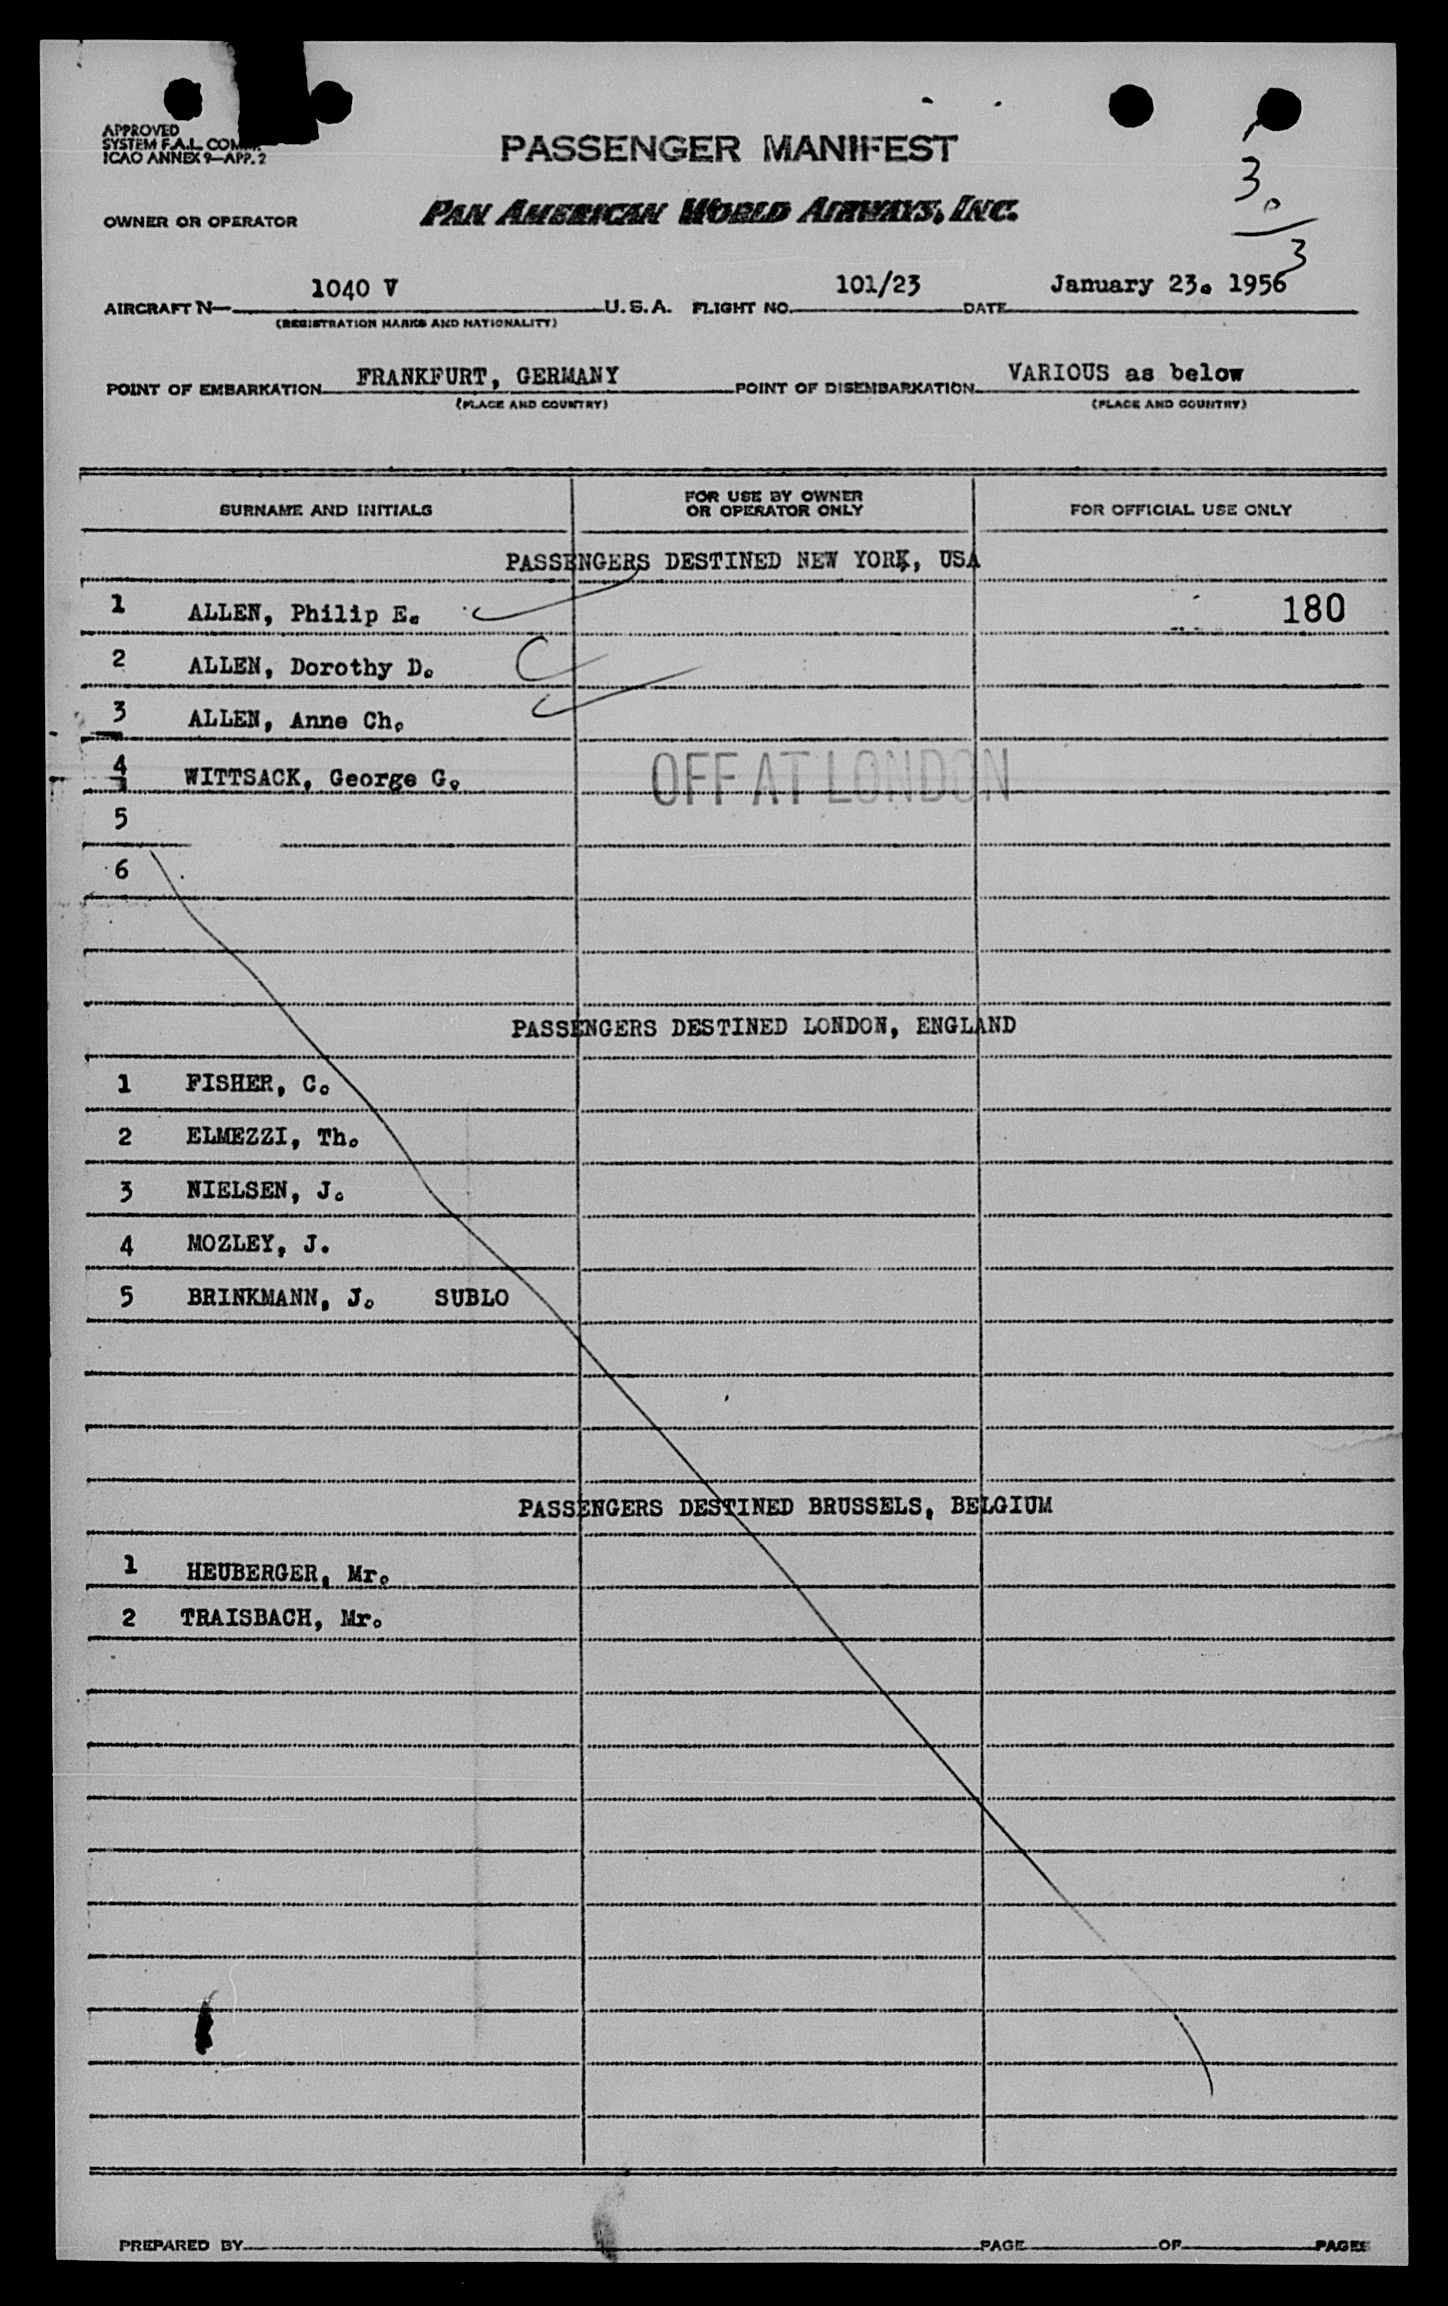 APPROVED
SYSTEM F.A.L. COMM.
ICAO ANNEX 9—APP. 2
PASSENGER MANIFEST
OWNER OR OPERATOR
PAN AMERICAN WORLD AIRWAYS, INC.
3
0
3
AIRCRAFT N— 1040 V U.S.A. FLIGHT NO. 101/23 DATE January 23. 1956
(REGISTRATION MARKS AND NATIONALITY)
POINT OF EMBARKATION FRANKFURT, GERMANY POINT OF DISEMBARKATION VARIOUS as below
(PLACE AND COUNTRY) (PLACE AND COUNTRY)
SURNAME AND INITIALS FOR USE BY OWNER OR OPERATOR ONLY FOR OFFICIAL USE ONLY
PASSENGERS DESTINED NEW YORK, USA
1 ALLEN, Philip E. 180
2 ALLEN, Dorothy D.
3 ALLEN, Anne Ch.
4 WITTSACK, George G. OFF AT LONDON
5
6
PASSENGERS DESTINED LONDON, ENGLAND
1 FISHER, C.
2 ELMEZZI, Th.
3 NIELSEN, J.
4 MOZLEY, J.
5 BRINKMANN, J. SUBLO
PASSENGERS DESTINED BRUSSELS, BELGIUM
1 HEUBERGER, Mr.
2 TRAISBACH, Mr.
PREPARED BY PAGE OF PAGES